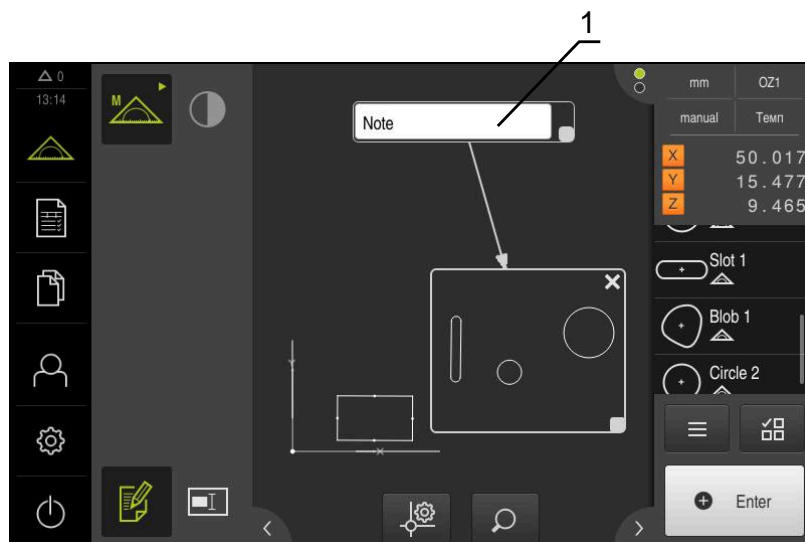 1
0
13:14
M
Note
mm
OZ1
manual
Темп
X 50.017
Y 15.477
Z 9.465
Slot 1
Blob 1
Circle 2
Y
X
Enter